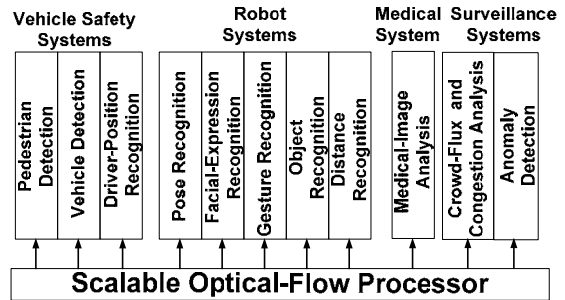 Vehicle Safety
Systems
Robot
Systems
Medical
System
Surveillance
Systems
Pedestrian
Detection
Vehicle Detection
Driver-Position
Recognition
Pose Recognition
Facial-Expression
Recognition
Gesture Recognition
Object
Recognition
Distance
Recognition
Medical-Image
Analysis
Crowd-Flux and
Congestion Analysis
Anomaly
Detection
Scalable Optical-Flow Processor